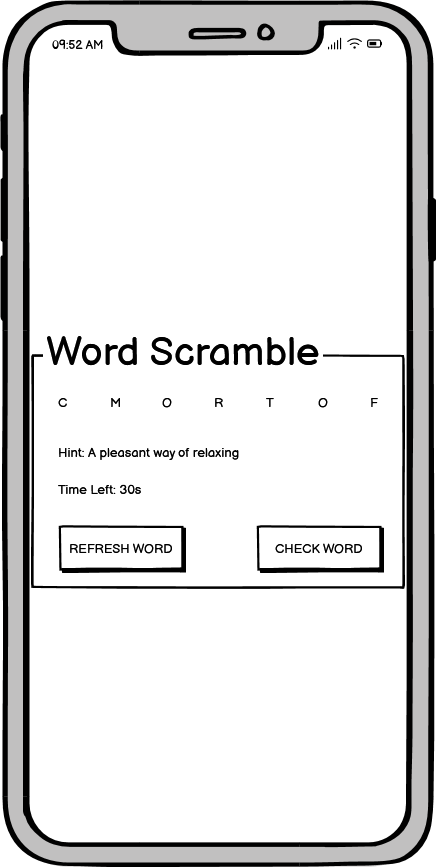 09:52 AM
Word Scramble
C M O R T O F
Hint: A pleasant way of relaxing
Time Left: 30s
REFRESH WORD CHECK WORD